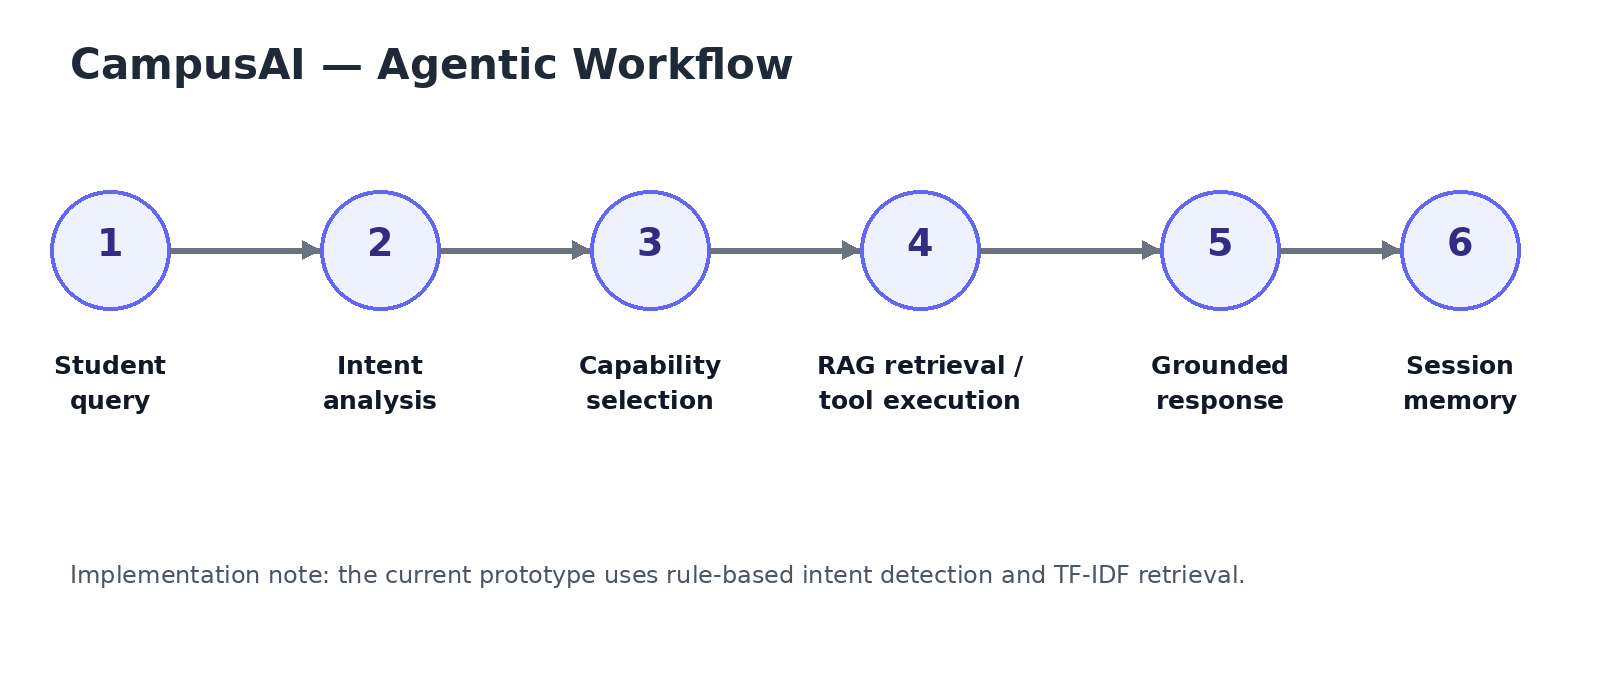 CampusAI — Agentic Workflow
1
2
3
4
5
6
Student
query
Intent
analysis
Capability
selection
RAG retrieval /
tool execution
Grounded
response
Session
memory
Implementation note: the current prototype uses rule-based intent detection and TF-IDF retrieval.